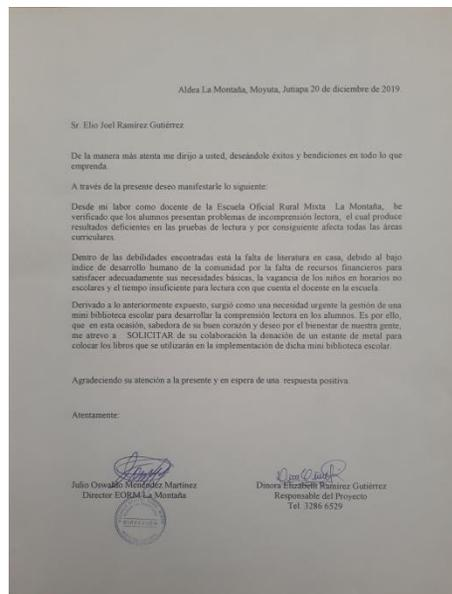 Aldea La Montaña, Moyuta, Jutiapa 20 de diciembre de 2019.
Sr. Elio Joel Ramírez Gutiérrez
De la manera más atenta me dirijo a usted, deseándole éxitos y bendiciones en todo lo que
emprenda.
A través de la presente deseo manifestarle lo siguiente:
Desde mi labor como docente de la Escuela Oficial Rural Mixta La Montaña, he
verificado que los alumnos presentan problemas de incomprensión lectora, el cual produce
resultados deficientes en las pruebas de lectura y por consiguiente afecta todas las áreas
curriculares.
Dentro de las debilidades encontradas está la falta de literatura en casa, debido al bajo
índice de desarrollo humano de la comunidad por la falta de recursos financieros para
satisfacer adecuadamente sus necesidades básicas, la vagancia de los niños en horarios no
escolares y el tiempo insuficiente para lectura con que cuenta el docente en la escuela.
Derivado a lo anteriormente expuesto, surgió como una necesidad urgente la gestión de una
mini biblioteca escolar para desarrollar la comprensión lectora en los alumnos. Es por ello,
que en esta ocasión, sabedora de su buen corazón y deseo por el bienestar de nuestra gente,
me atrevo a SOLICITAR de su colaboración la donación de un estante de metal para
colocar los libros que se utilizarán en la implementación de dicha mini biblioteca escolar.
Agradeciendo su atención a la presente y en espera de una respuesta positiva.
Atentamente:
Julio Oswaldo Menéndez Martínez
Director EORM La Montaña
DIRECCION
Dinora Elizabeth Ramírez Gutiérrez
Responsable del Proyecto
Tel. 3286 6529